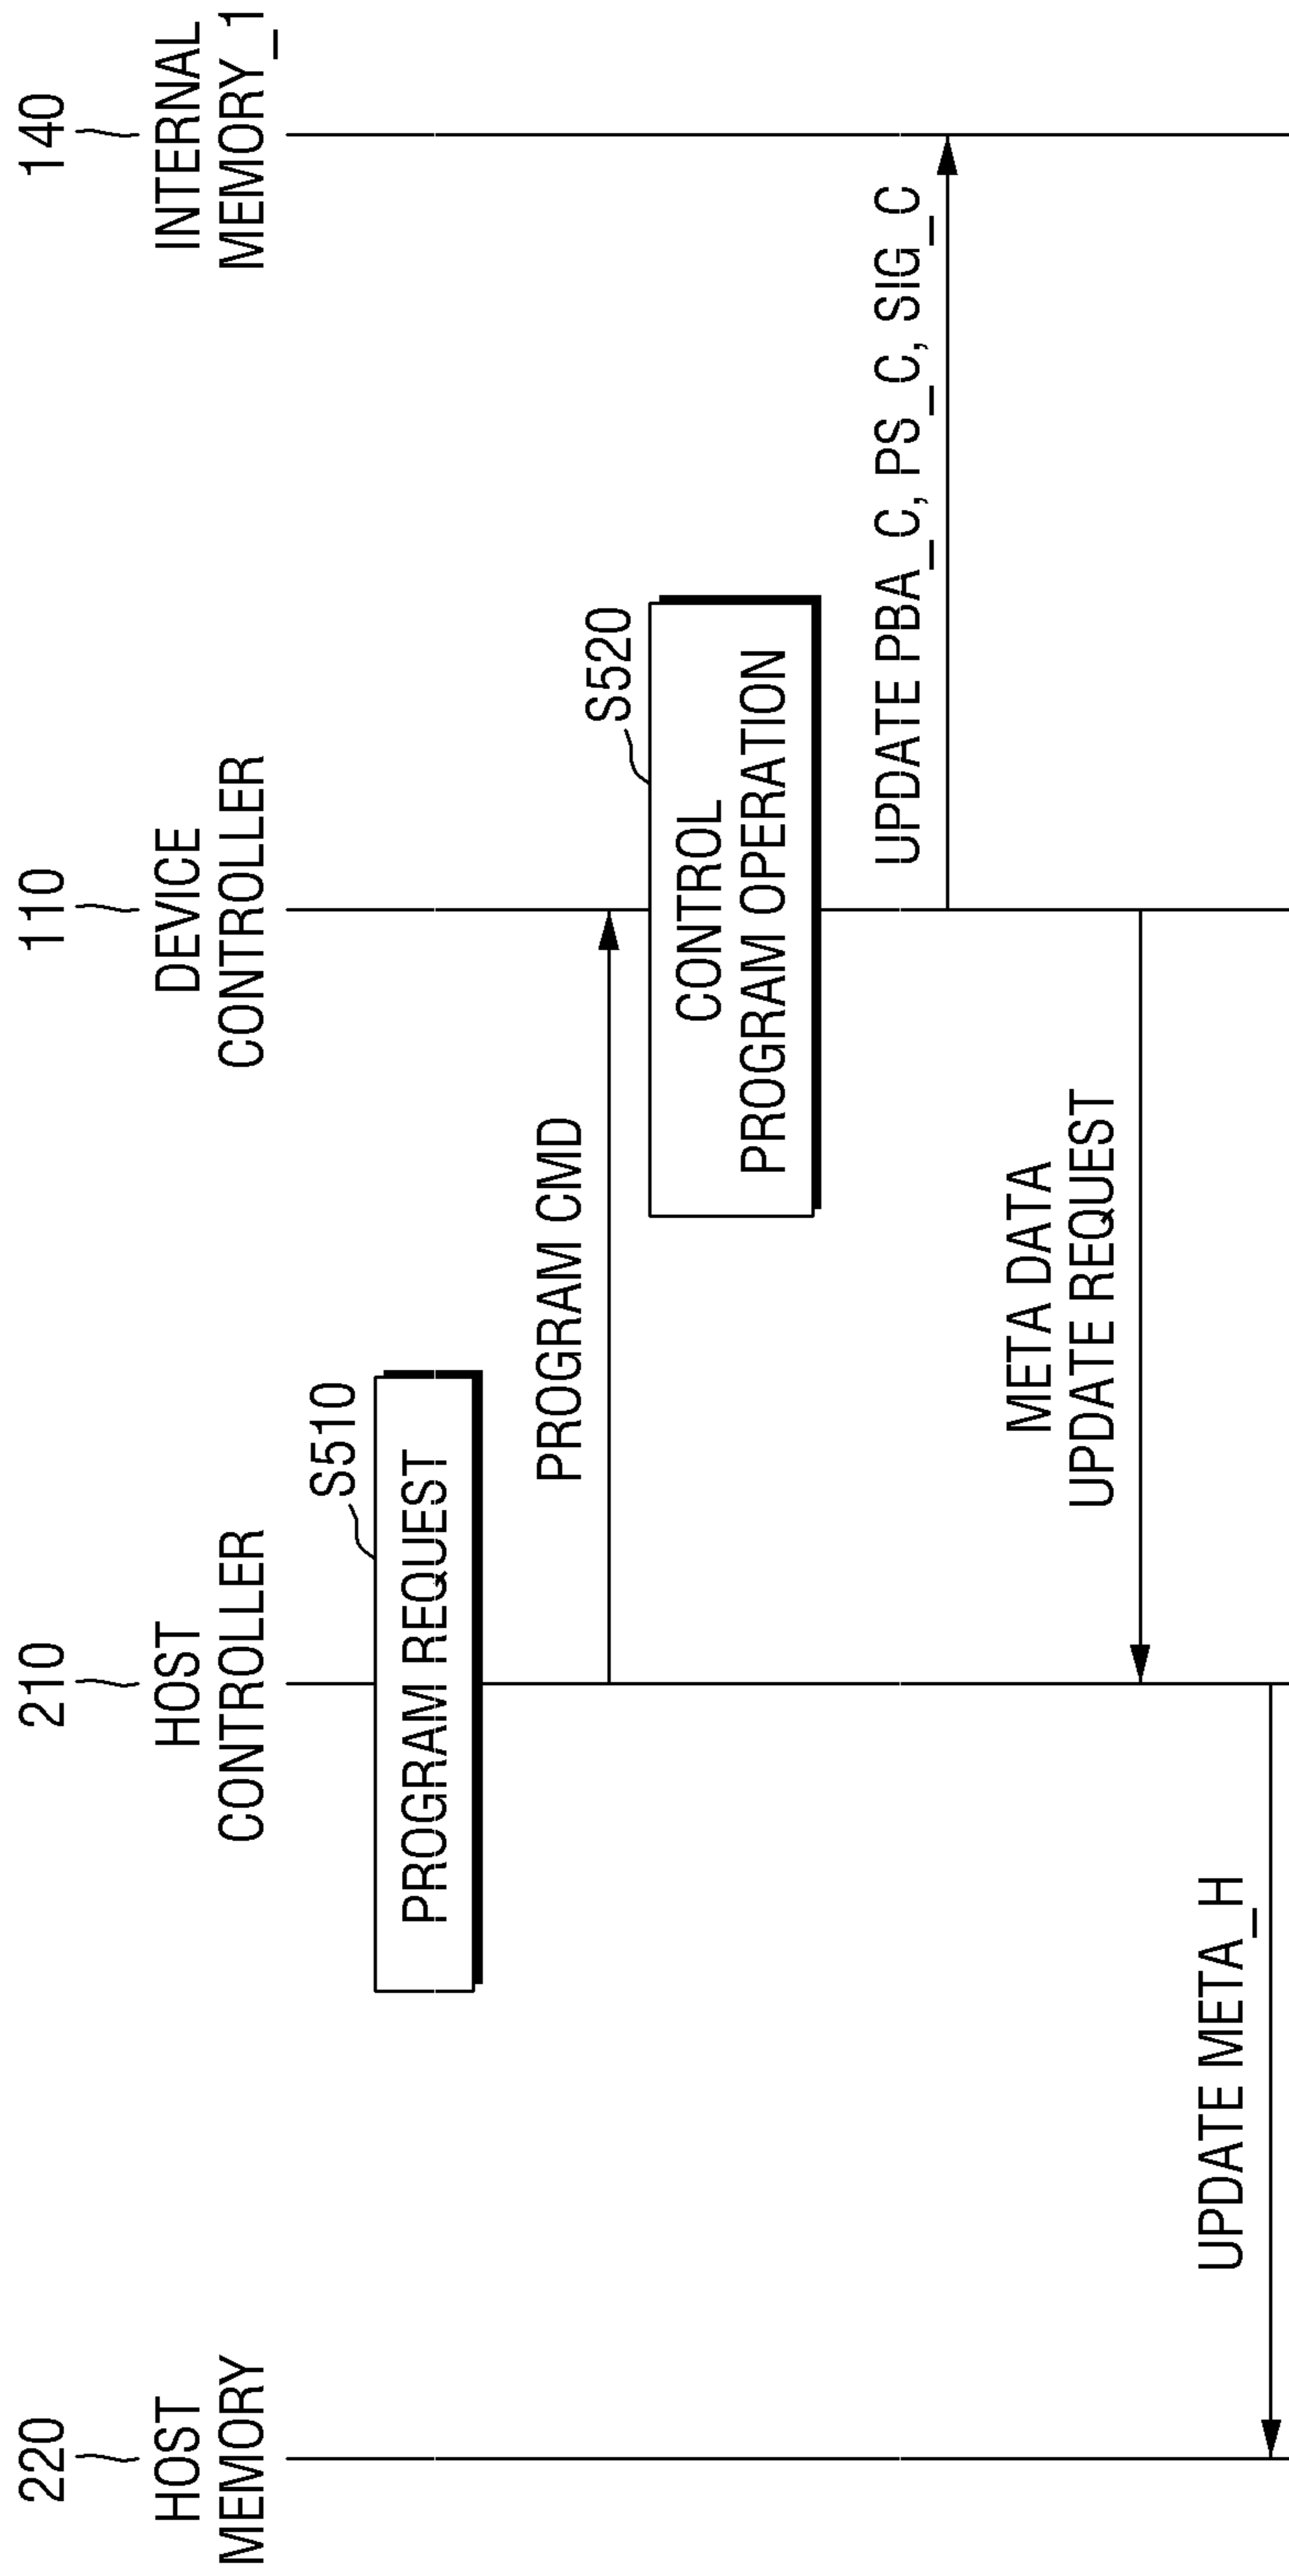 220
HOST
MEMORY
210
HOST
CONTROLLER
110
DEVICE
CONTROLLER
140
INTERNAL
MEMORY_1
S510
PROGRAM REQUEST
PROGRAM CMD
S520
CONTROL
PROGRAM OPERATION
UPDATE PBA_C, PS_C, SIG_C
META DATA
UPDATE REQUEST
UPDATE META_H